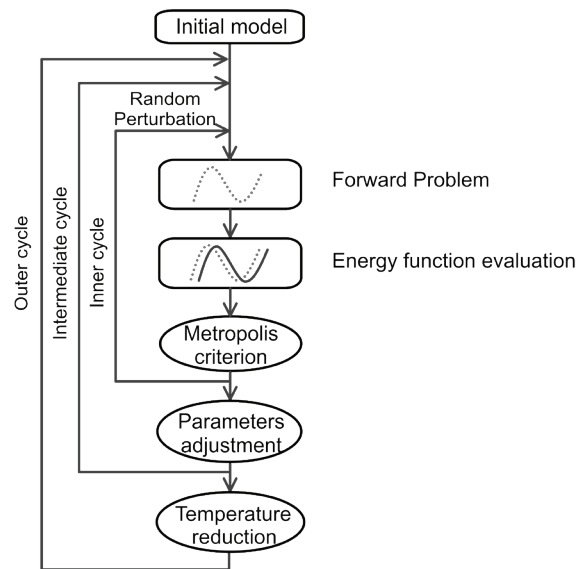 Initial model
Random
Perturbation
Forward Problem
Energy function evaluation
Outer cycle
Intermediate cycle
Inner cycle
Metropolis
criterion
Parameters
adjustment
Temperature
reduction